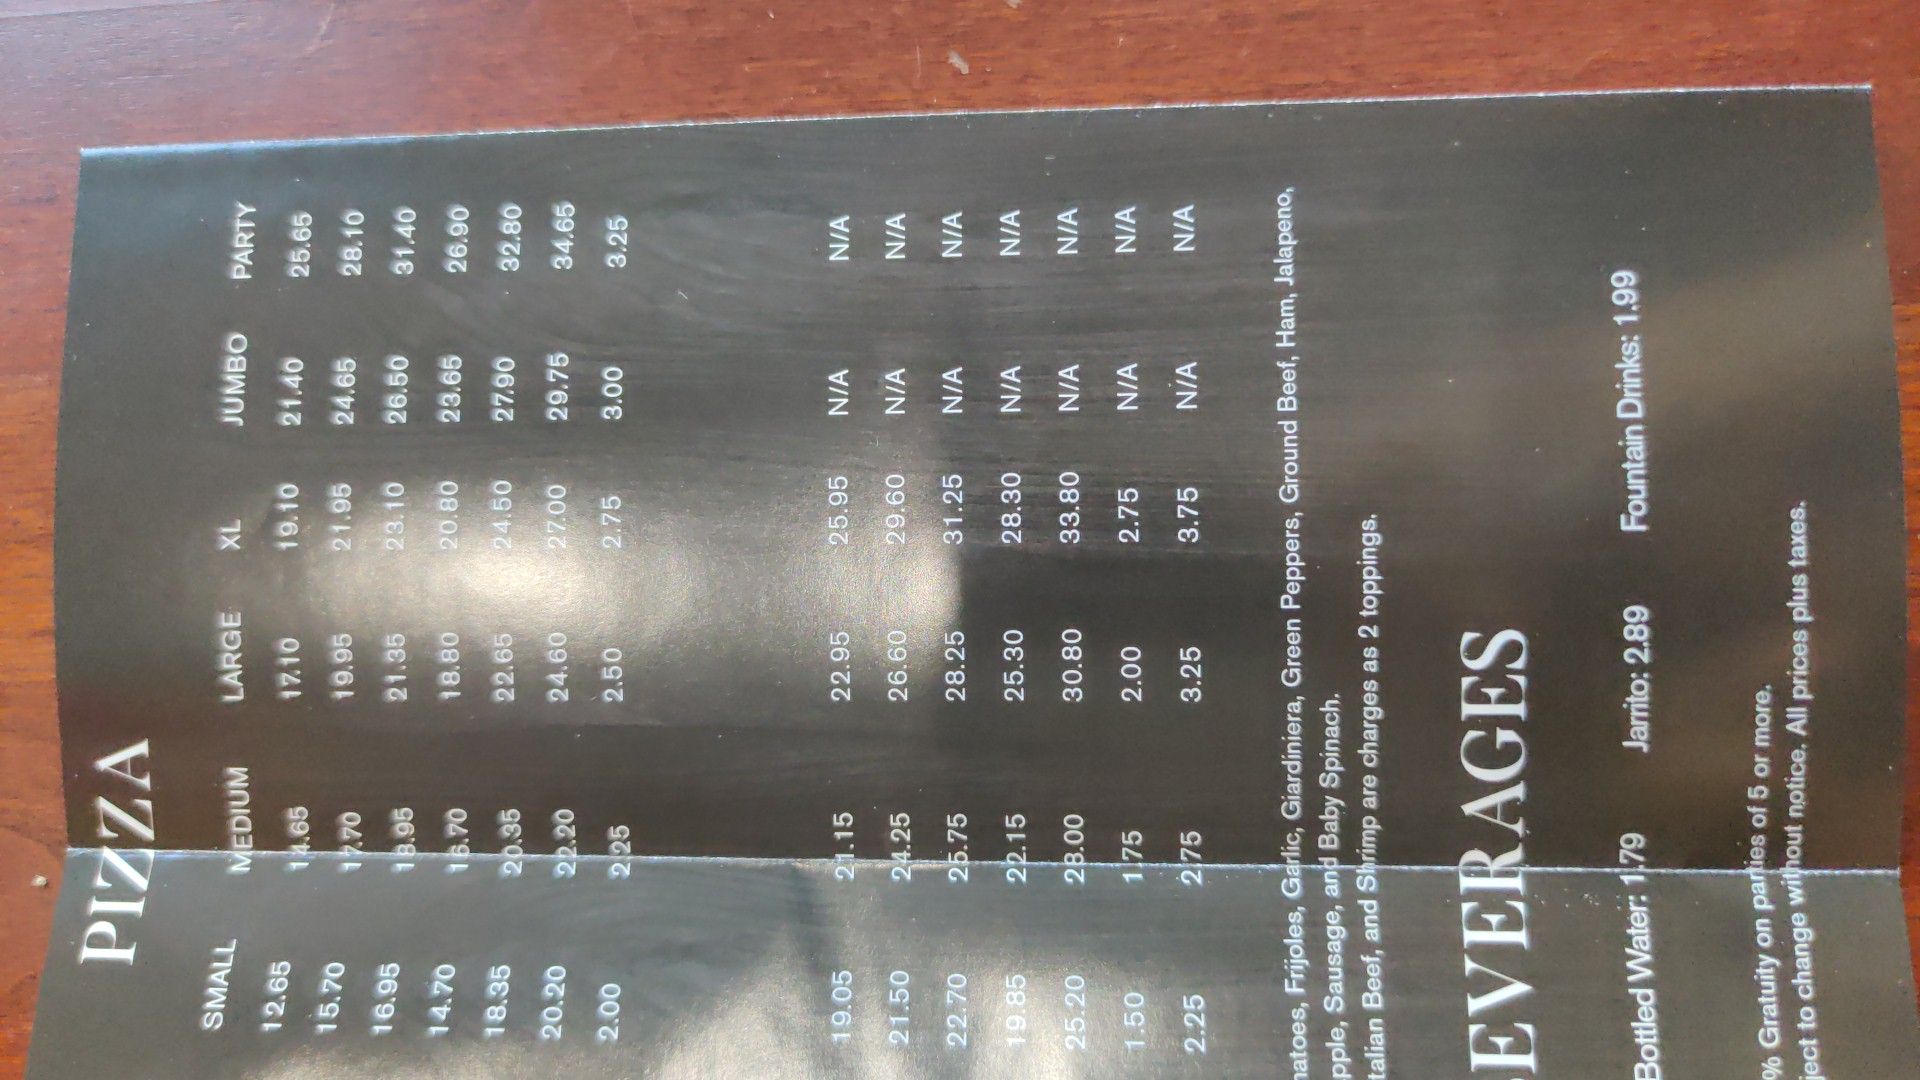 PIZZA
SMALL MEDIUM LARGE XL JUMBO PARTY
12.65 14.65 17.10 19.10 21.40 25.65
15.70 17.70 19.95 21.95 24.65 28.10
16.95 18.95 21.35 23.10 26.50 31.40
14.70 16.70 18.80 20.80 23.65 26.90
18.35 20.35 22.65 24.50 27.90 32.80
20.20 22.20 24.60 27.00 29.75 34.65
2.00 2.25 2.50 2.75 3.00 3.25
19.05 21.15 22.95 25.95 N/A N/A
21.50 24.25 26.60 29.60 N/A N/A
22.70 25.75 28.25 31.25 N/A N/A
19.85 22.15 25.30 28.30 N/A N/A
25.20 28.00 30.80 33.80 N/A N/A
1.50 1.75 2.00 2.75 N/A N/A
2.25 2.75 3.25 3.75 N/A N/A
matoes, Frijoles, Garlic, Giardiniera, Green Peppers, Ground Beef, Ham, Jalapeno,
pple, Sausage, and Baby Spinach.
talian Beef, and Shrimp are charges as 2 toppings.
EVERAGES
Bottled Water: 1.79 Jarrito: 2.89 Fountain Drinks: 1.99
% Gratuity on parties of 5 or more.
ject to change without notice. All prices plus taxes.